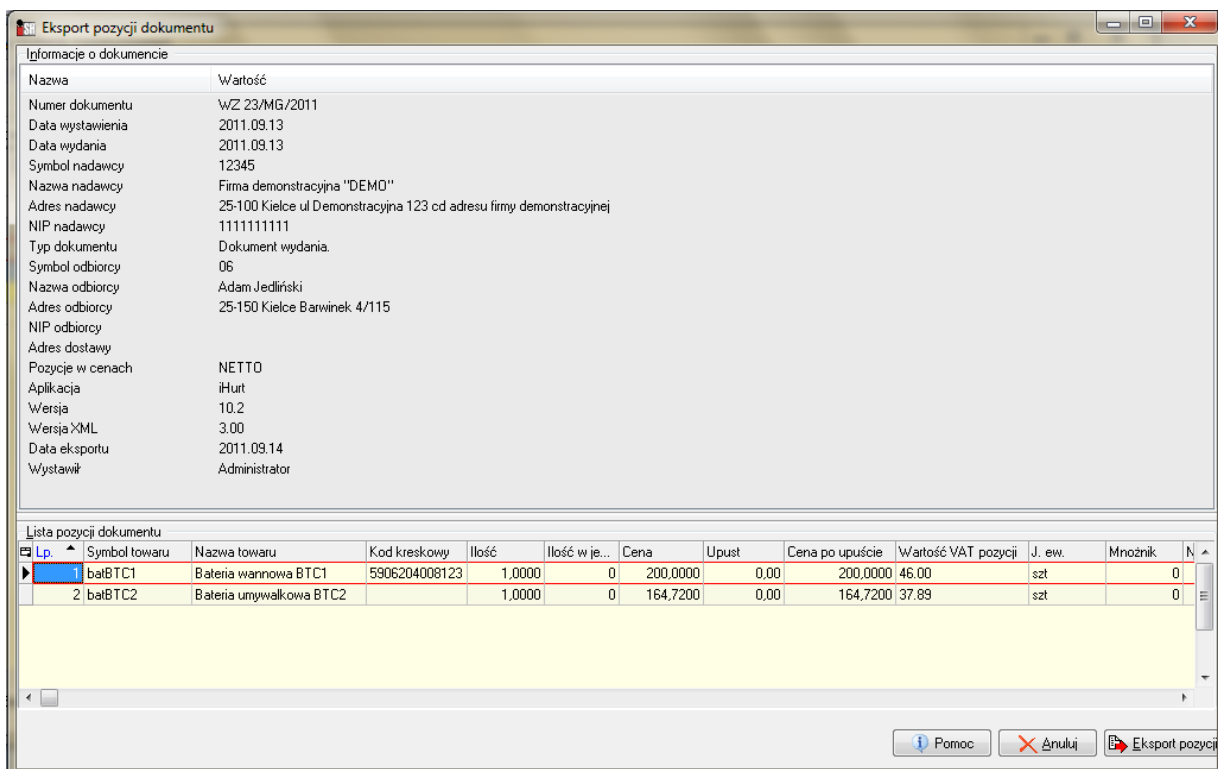 Eksport pozycji dokumentu
Informacje o dokumencie
Nazwa Wartość
Numer dokumentu WZ 23/MG/2011
Data wystawienia 2011.09.13
Data wydania 2011.09.13
Symbol nadawcy 12345
Nazwa nadawcy Firma demonstracyjna "DEMO"
Adres nadawcy 25-100 Kielce ul Demonstracyjna 123 cd adresu firmy demonstracyjnej
NIP nadawcy 1111111111
Typ dokumentu Dokument wydania.
Symbol odbiorcy 06
Nazwa odbiorcy Adam Jedliński
Adres odbiorcy 25-150 Kielce Barwinek 4/115
NIP odbiorcy
Adres dostawy
Pozycje w cenach NETTO
Aplikacja iHurt
Wersja 10.2
Wersja XML 3.00
Data eksportu 2011.09.14
Wystawił Administrator
Lista pozycji dokumentu
Lp. Symbol towaru Nazwa towaru Kod kreskowy Ilość Ilość w je... Cena Upust Cena po upuście Wartość VAT pozycji J. ew. Mnożnik N
1 batBTC1 Bateria wannowa BTC1 5906204008123 1,0000 0 200,0000 0,00 200,0000 46.00 szt 0
2 batBTC2 Bateria umywalkowa BTC2 1,0000 0 164,7200 0,00 164,7200 37.89 szt 0
Pomoc Anuluj Eksport pozycji